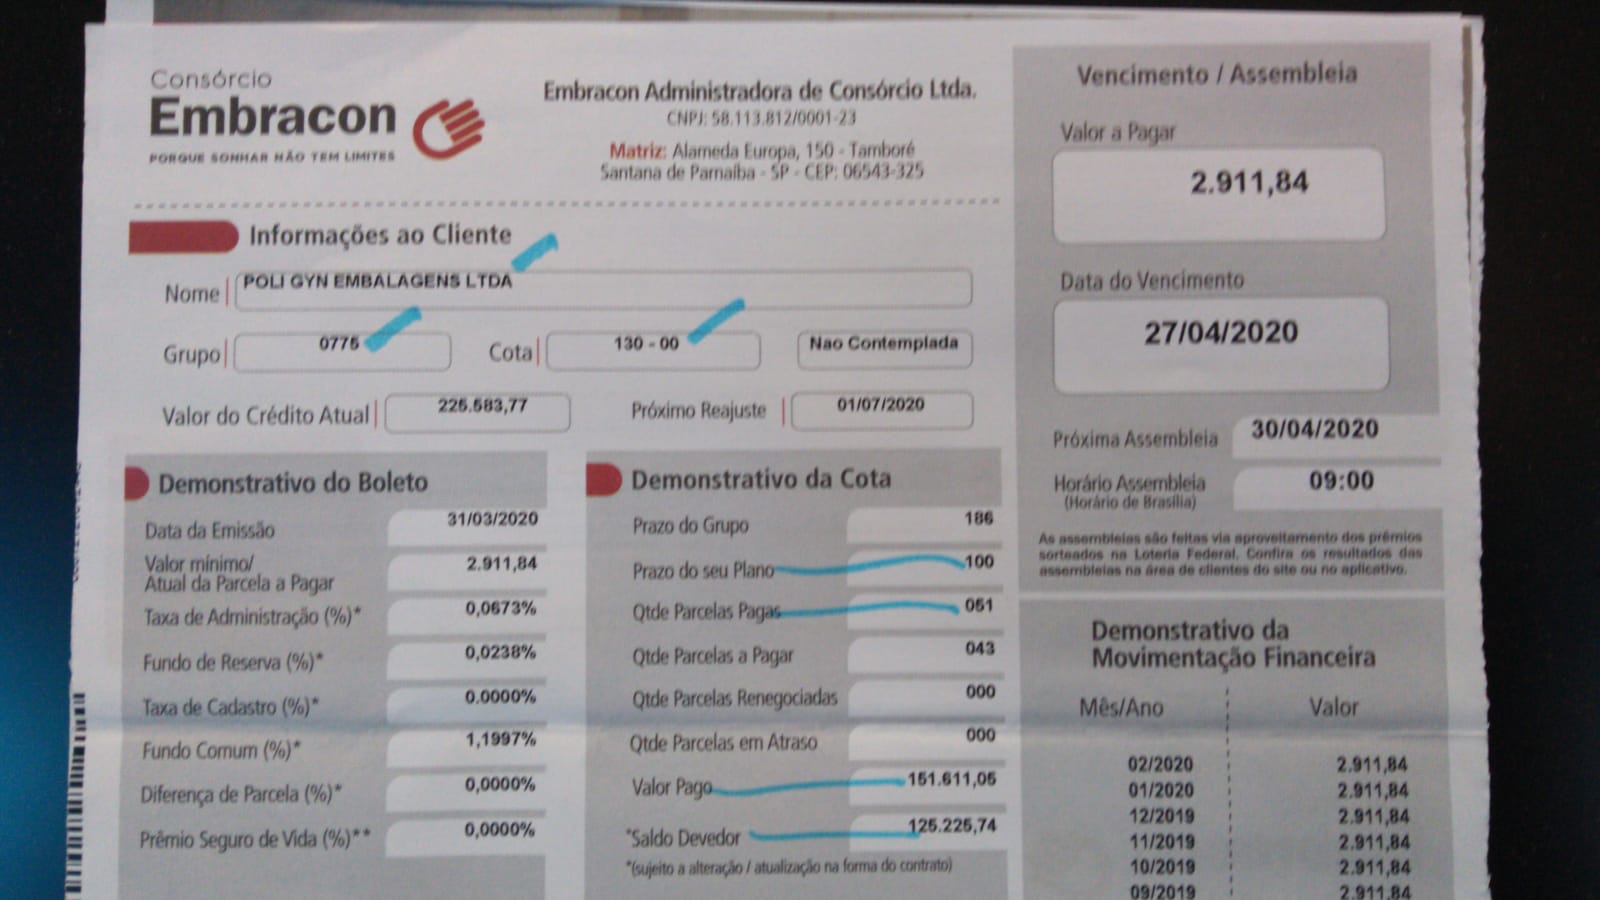 Consórcio
Embracon
PORQUE SONHAR NÃO TEM LIMITES
Embracon Administradora de Consórcio Ltda.
CNPJ: 58.113.812/0001-23
Matriz: Alameda Europa, 150 - Tamboré
Santana de Parnaíba - SP - CEP: 06543-325
Informações ao Cliente
Nome POLI GYN EMBALAGENS LTDA
Grupo 0775 Cota 130 - 00 Nao Contemplada
Valor do Crédito Atual 225.583,77 Próximo Reajuste 01/07/2020
Demonstrativo do Boleto
Data da Emissão 31/03/2020
Valor mínimo/
Atual da Parcela a Pagar 2.911,84
Taxa de Administração (%)* 0,0673%
Fundo de Reserva (%)* 0,0238%
Taxa de Cadastro (%)* 0.0000%
Fundo Comum (%)* 1,1997%
Diferença de Parcela (%)* 0,0000%
Prêmio Seguro de Vida (%)** 0,0000%
Demonstrativo da Cota
Prazo do Grupo 186
Prazo do seu Plano 100
Qtde Parcelas Pagas 051
Qtde Parcelas a Pagar 043
Qtde Parcelas Renegociadas 000
Qtde Parcelas em Atraso 000
Valor Pago 151.611,05
*Saldo Devedor 125.225,74
*(sujeito a alteração / atualização na forma do contrato)
Vencimento / Assembleia
Valor a Pagar
2.911,84
Data do Vencimento
27/04/2020
Próxima Assembleia 30/04/2020
Horário Assembleia 09:00
(Horário de Brasília)
As assembleias são feitas via aproveitamento dos prêmios
sorteados na Loteria Federal. Confira os resultados das
assembleias na área de clientes do site ou no aplicativo.
Demonstrativo da
Movimentação Financeira
Mês/Ano Valor
02/2020 2.911,84
01/2020 2.911,84
12/2019 2.911,84
11/2019 2.911,84
10/2019 2.911,84
09/2019 2.911,84